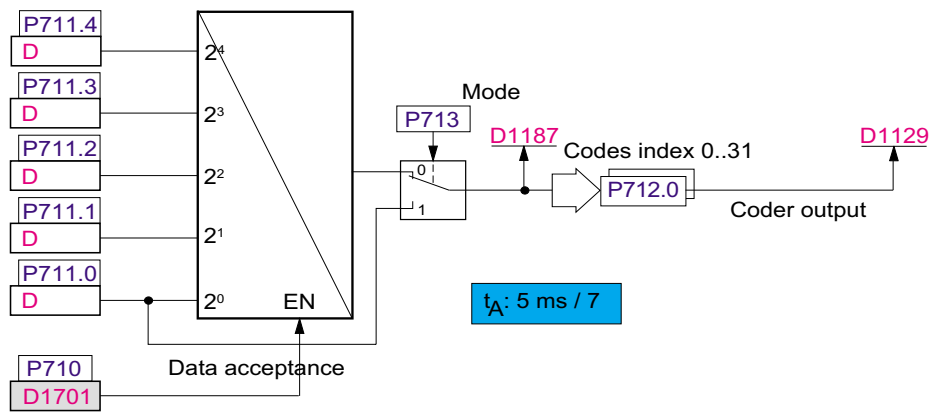 P711.4
D
2⁴
P711.3
D
2³
Mode
P713
P711.2
D
2²
0
1
D1187
Codes index 0..31
P712.0
Coder output
D1129
P711.1
D
2¹
P711.0
D
2⁰
EN
tA: 5 ms / 7
Data acceptance
P710
D1701